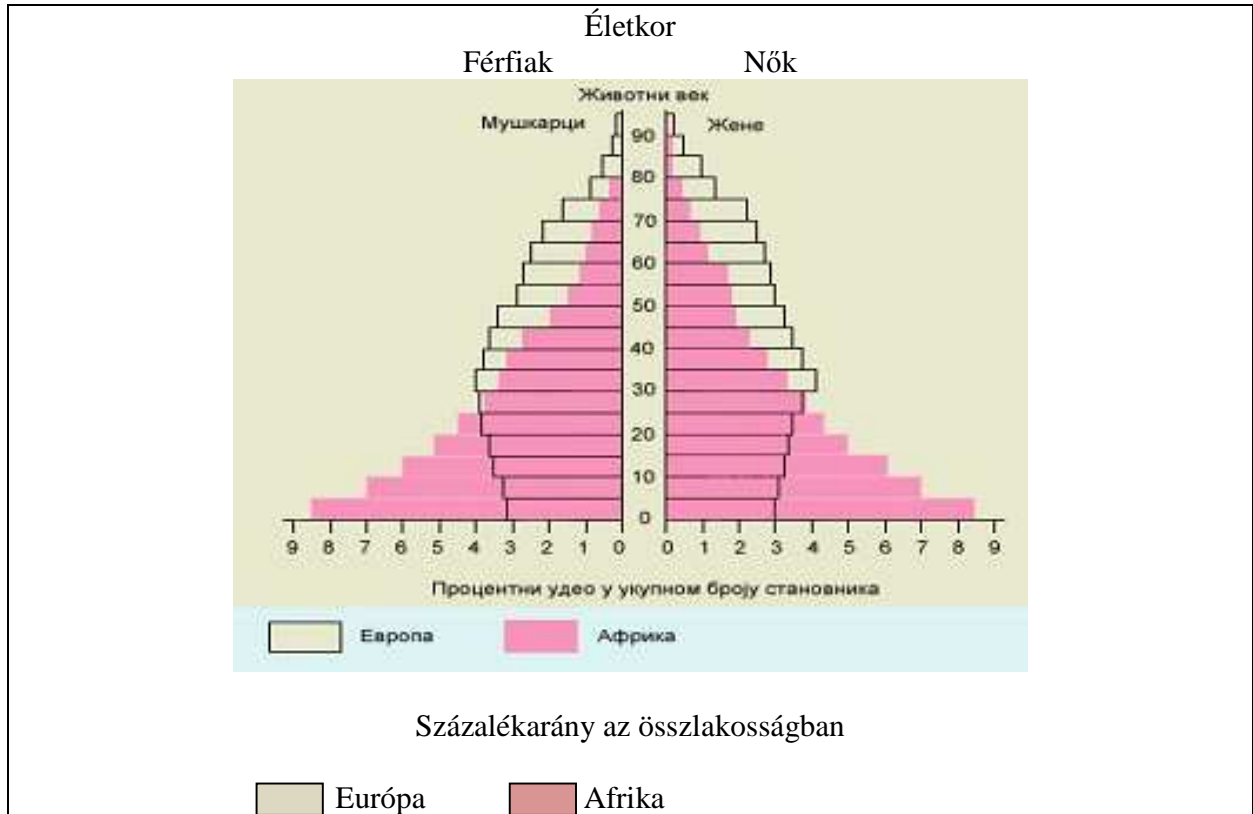 Életkor
Férfiak Nők
Животни век
Мушкарци Жене
90
80
70
60
50
40
30
20
10
0
9 8 7 6 5 4 3 2 1 0 0 1 2 3 4 5 6 7 8 9
Процентни удео у укупном броју становника
Европа Африка
Százalékarány az összlakosságban
Európa Afrika